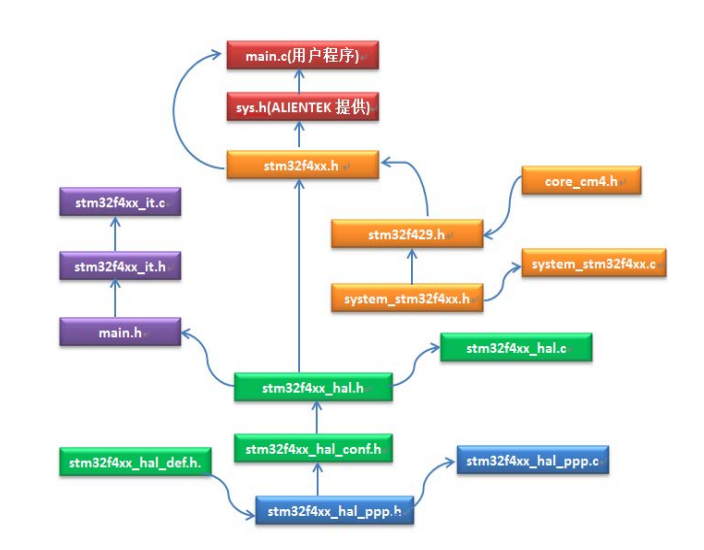 main.c(用户程序)
sys.h(ALIENTEK 提供)
stm32f4xx.h
core_cm4.h
stm32f4xx_it.c
stm32f429.h
stm32f4xx_it.h
system_stm32f4xx.c
system_stm32f4xx.h
main.h
stm32f4xx_hal.c
stm32f4xx_hal.h
stm32f4xx_hal_conf.h
stm32f4xx_hal_def.h.
stm32f4xx_hal_ppp.c
stm32f4xx_hal_ppp.h